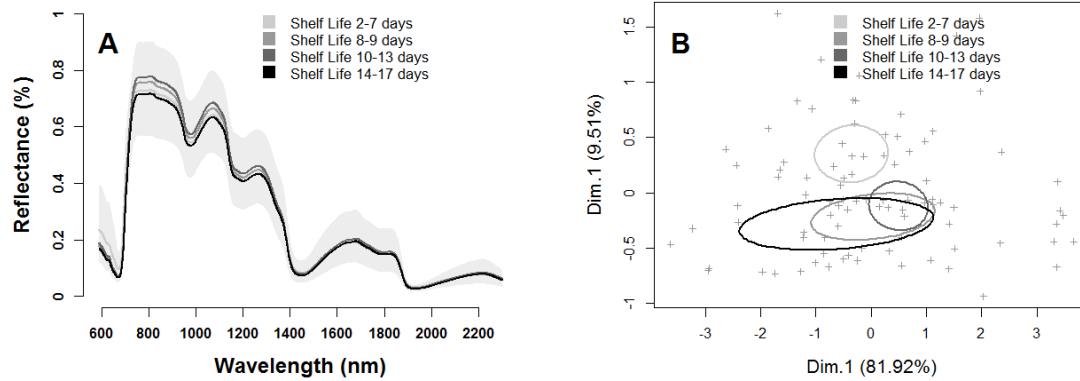 A
Shelf Life 2-7 days
Shelf Life 8-9 days
Shelf Life 10-13 days
Shelf Life 14-17 days
Reflectance (%)
1
0.8
0.6
0.4
0.2
0
600 800 1000 1200 1400 1600 1800 2000 2200
Wavelength (nm)
B
Shelf Life 2-7 days
Shelf Life 8-9 days
Shelf Life 10-13 days
Shelf Life 14-17 days
Dim.1 (9.51%)
1.5
1
0.5
0
-0.5
-1
-3 -2 -1 0 1 2 3
Dim.1 (81.92%)